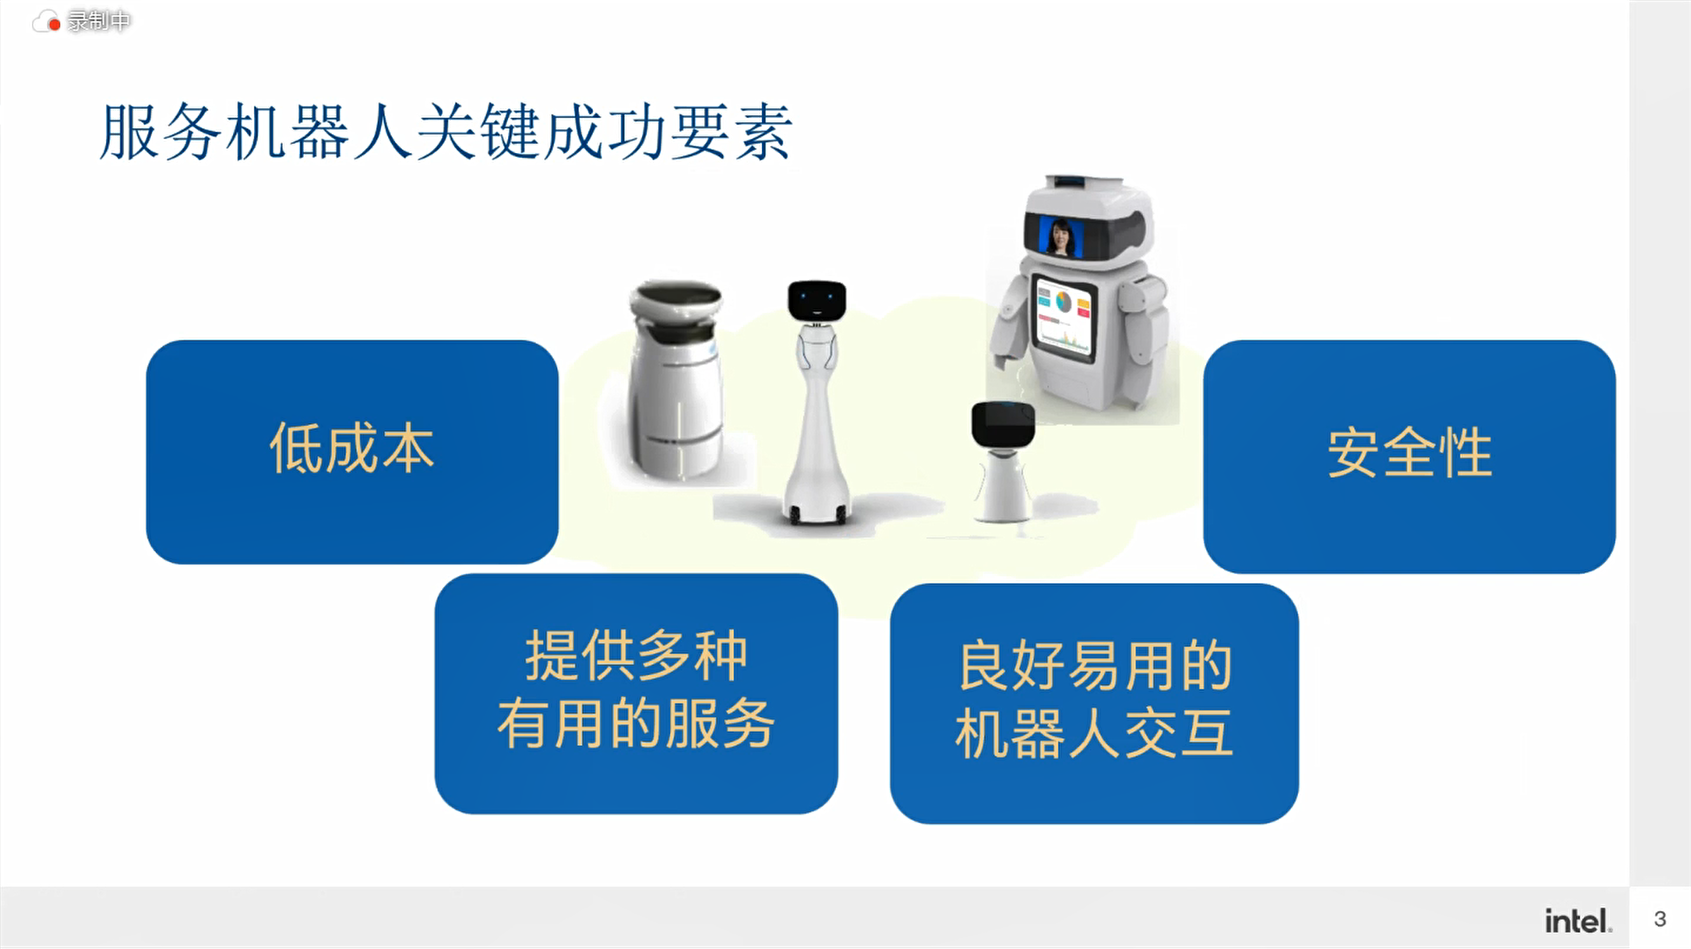 录制中
服务机器人关键成功要素
低成本
提供多种
有用的服务
良好易用的
机器人交互
安全性
intel.
3